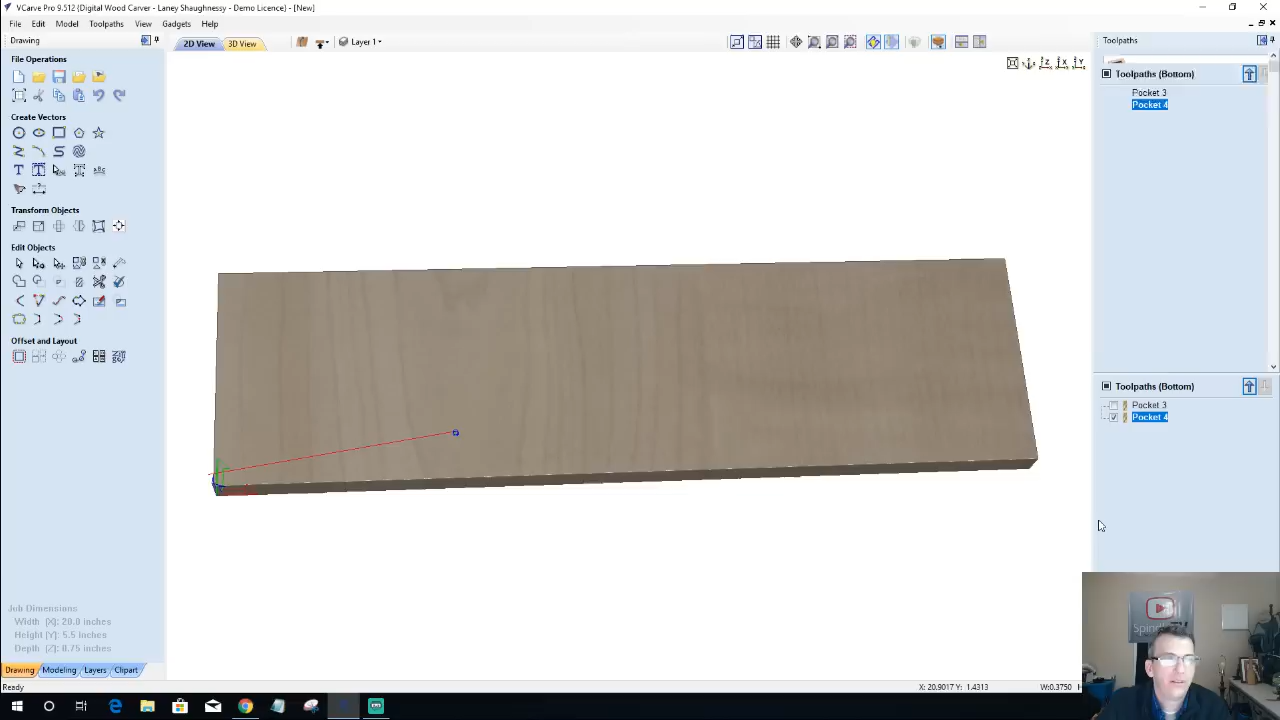 VCarve Pro 9.512 {Digital Wood Carver - Laney Shaughnessy - Demo Licence} - [New]
File Edit Model Toolpaths View Gadgets Help
Drawing
2D View 3D View Layer 1
Toolpaths
File Operations
Toolpaths (Bottom)
Pocket 3
Pocket 4
Create Vectors
Transform Objects
Edit Objects
Offset and Layout
Toolpaths (Bottom)
Pocket 3
Pocket 4
Job Dimensions
Width (X): 20.0 inches
Height (Y): 5.5 inches
Depth (Z): 0.75 inches
Drawing Modeling Layers Clipart
Ready
X: 20.9017 Y: 1.4313
W:0.3750